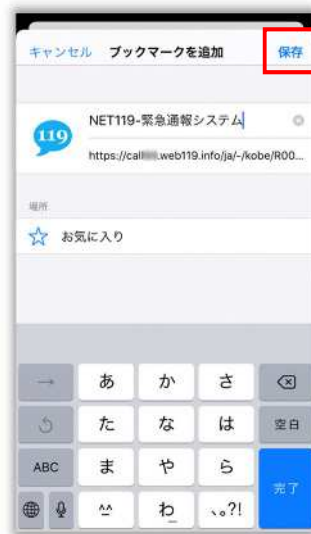 キャンセル ブックマークを追加 保存
119 NET119-緊急通報システム
web119.info/ja/-/kobe/R00...
場所
お気に入り
→ あ か さ
た な は 空白
ABC ま や ら
完了
^^ わ_ 、。?!